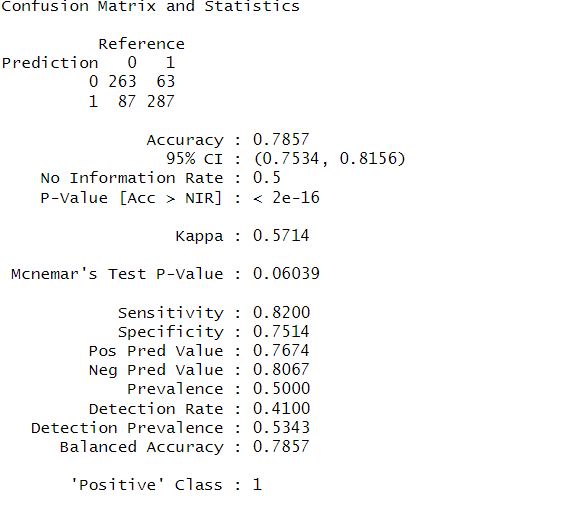 Confusion Matrix and Statistics
Reference
Prediction 0 1
0 263 63
1 87 287
Accuracy : 0.7857
95% CI : (0.7534, 0.8156)
No Information Rate : 0.5
P-Value [Acc > NIR] : < 2e-16
Kappa : 0.5714
Mcnemar's Test P-Value : 0.06039
Sensitivity : 0.8200
Specificity : 0.7514
Pos Pred Value : 0.7674
Neg Pred Value : 0.8067
Prevalence : 0.5000
Detection Rate : 0.4100
Detection Prevalence : 0.5343
Balanced Accuracy : 0.7857
'Positive' Class : 1